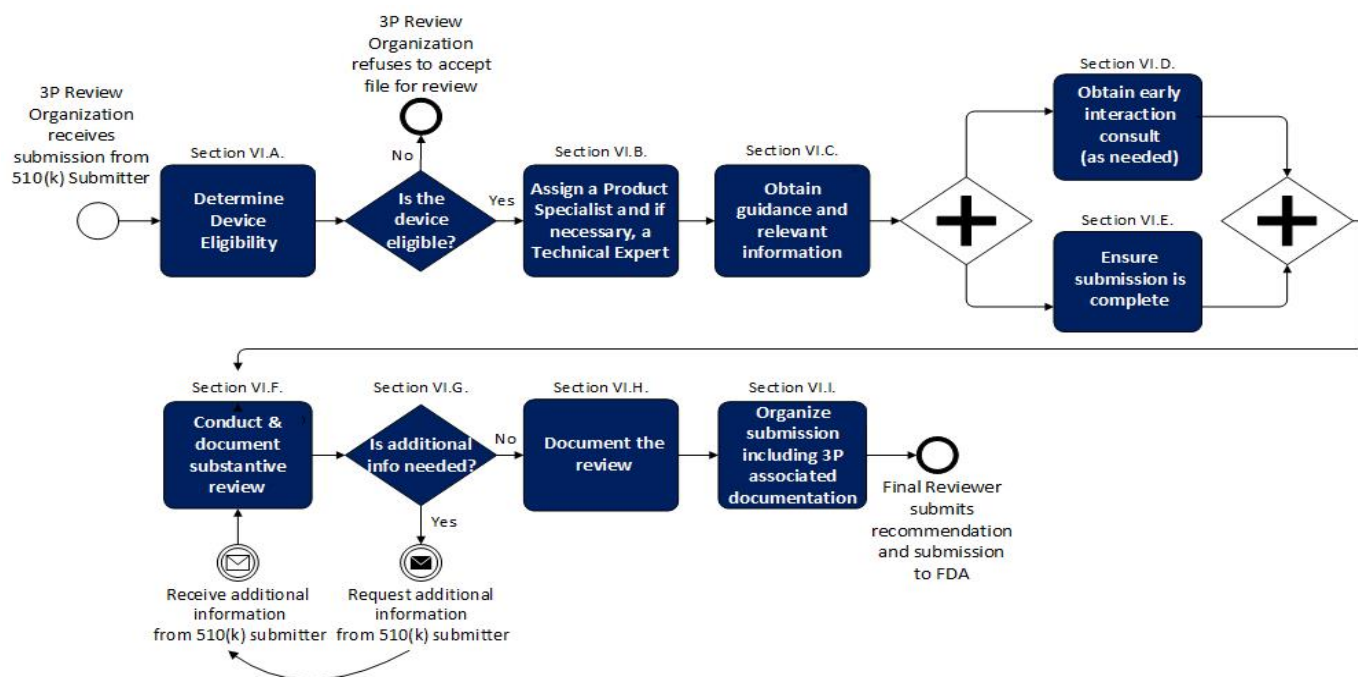 3P Review
Organization
receives
submission from
510(k) Submitter
Section VI.A.
Determine
Device
Eligibility
3P Review
Organization
refuses to accept
file for review
No
Is the
device
eligible?
Yes
Section VI.B.
Assign a Product
Specialist and if
necessary, a
Technical Expert
Section VI.C.
Obtain
guidance and
relevant
information
Section VI.D.
Obtain early
interaction
consult
(as needed)
Section VI.E.
Ensure
submission is
complete
Section VI.F.
Conduct &
document
substantive
review
Section VI.G.
Is additional
info needed?
No
Yes
Section VI.H.
Document the
review
Section VI.I.
Organize
submission
including 3P
associated
documentation
Final Reviewer
submits
recommendation
and submission
to FDA
Receive additional
information
from 510(k) submitter
Request additional
information
from 510(k) submitter